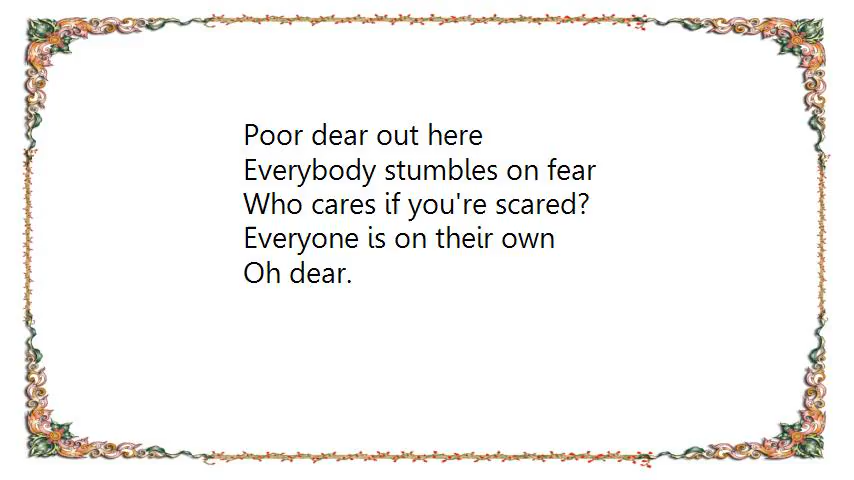 Poor dear out here
Everybody stumbles on fear
Who cares if you're scared?
Everyone is on their own
Oh dear.